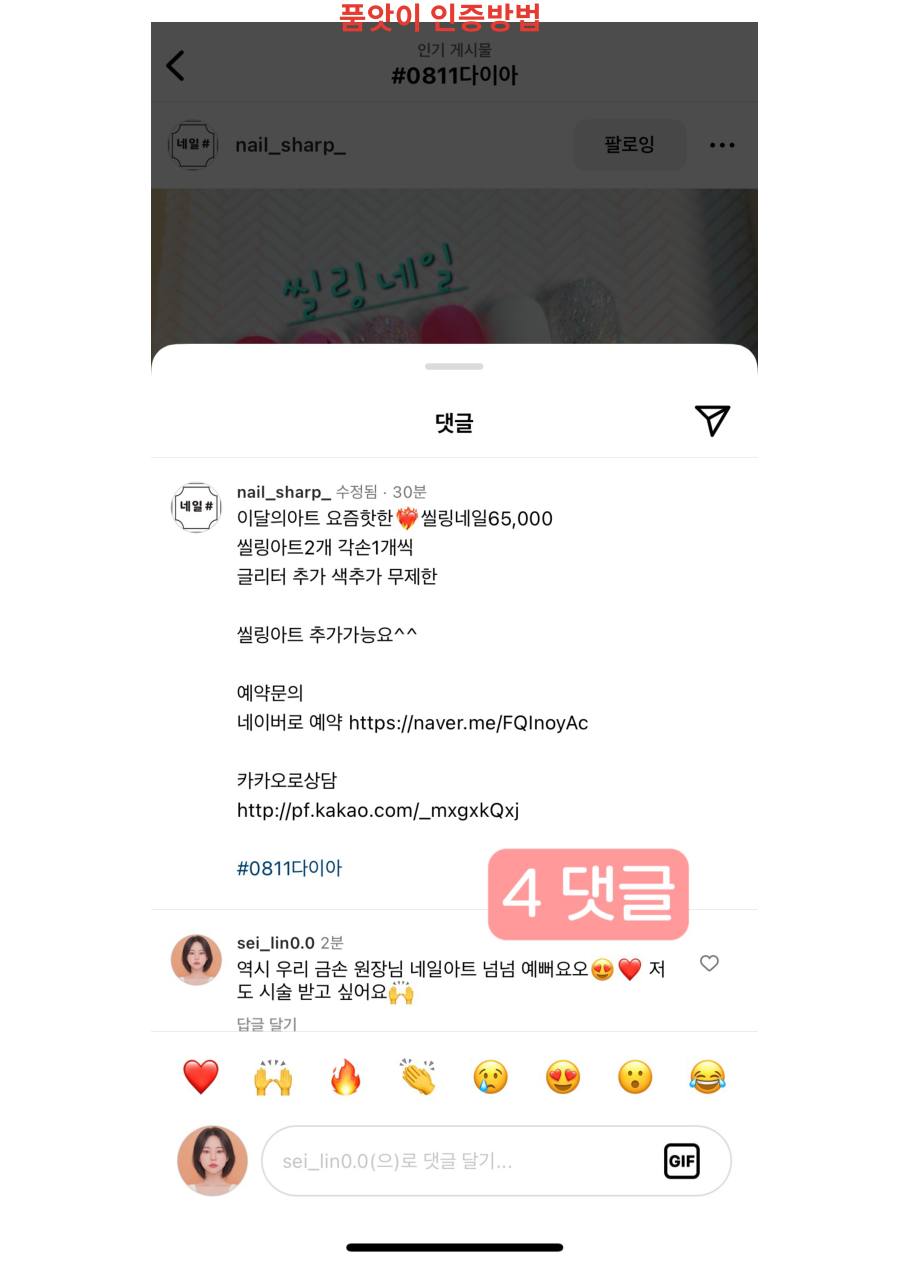 품앗이 인증방법
인기 게시물
#0811다이아
네일 #
nail_sharp_
팔로잉
씰링네일
댓글
네일 #
nail_sharp_ 수정됨 · 30분
이달의아트 요즘핫한❤️‍🔥씰링네일65,000
씰링아트2개 각손1개씩
글리터 추가 색추가 무제한
씰링아트 추가가능요^^
예약문의
네이버로 예약 https://naver.me/FQInoyAc
카카오로상담
http://pf.kakao.com/_mxgxkQxj
#0811다이아
4 댓글
sei_lin0.0 2분
역시 우리 금손 원장님 네일아트 넘넘 예뻐요오😍❤️ 저
도 시술 받고 싶어요🙌
답글 달기
❤️🙌🔥👏😢😍😮😂
sei_lin0.0(으)로 댓글 달기...
GIF